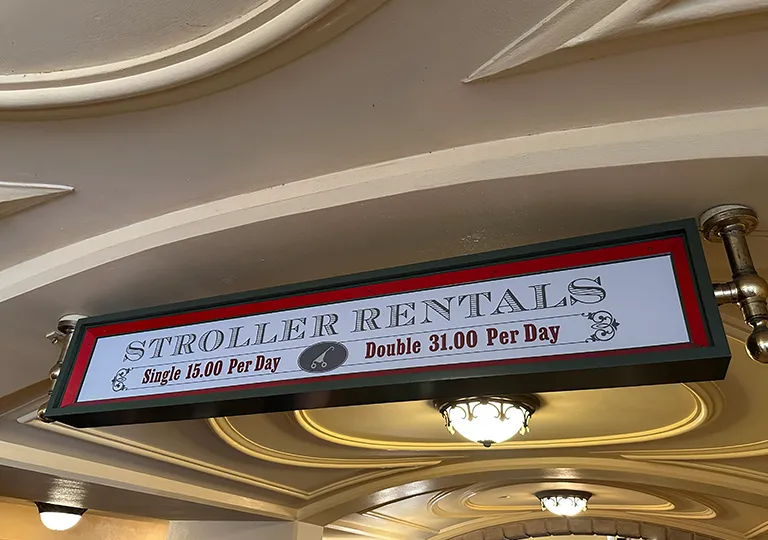 STROLLER RENTALS
Single 15.00 Per Day Double 31.00 Per Day